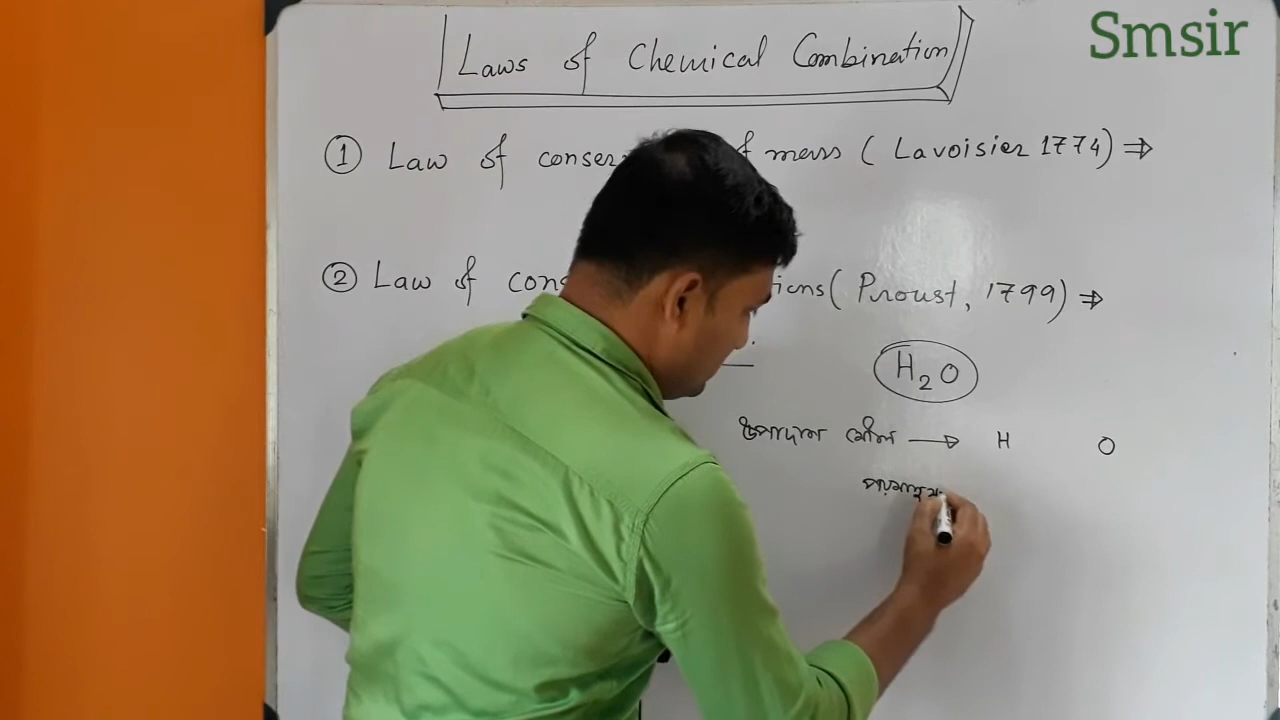 Smsir
Laws of Chemical Combination
① Law of conser of mass ( Lavoisier 1774) ⇒
② Law of cons ions ( Proust, 1799) ⇒
H₂O
উপাদান মৌল → H O